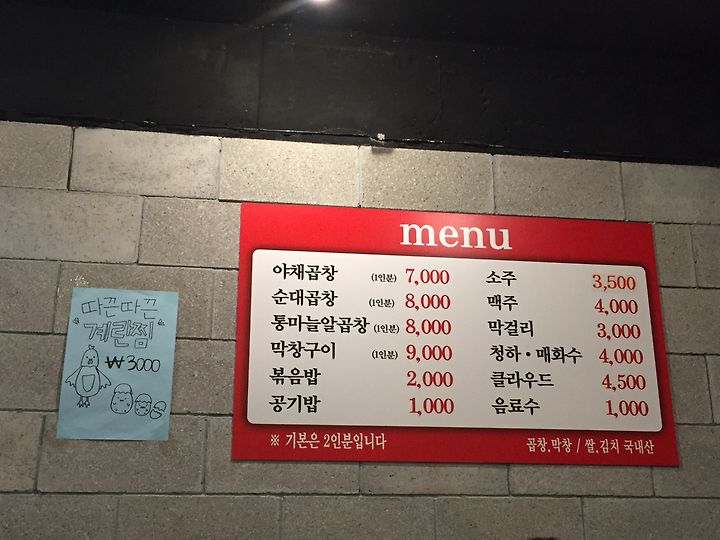 menu
야채곱창 (1인분) 7,000
순대곱창 (1인분) 8,000
통마늘알곱창 (1인분) 8,000
막창구이 (1인분) 9,000
볶음밥 2,000
공기밥 1,000
소주 3,500
맥주 4,000
막걸리 3,000
청하·매화수 4,000
클라우드 4,500
음료수 1,000
※ 기본은 2인분입니다
곱창,막창 / 쌀,김치 국내산
따끈따끈
계란찜
₩3000